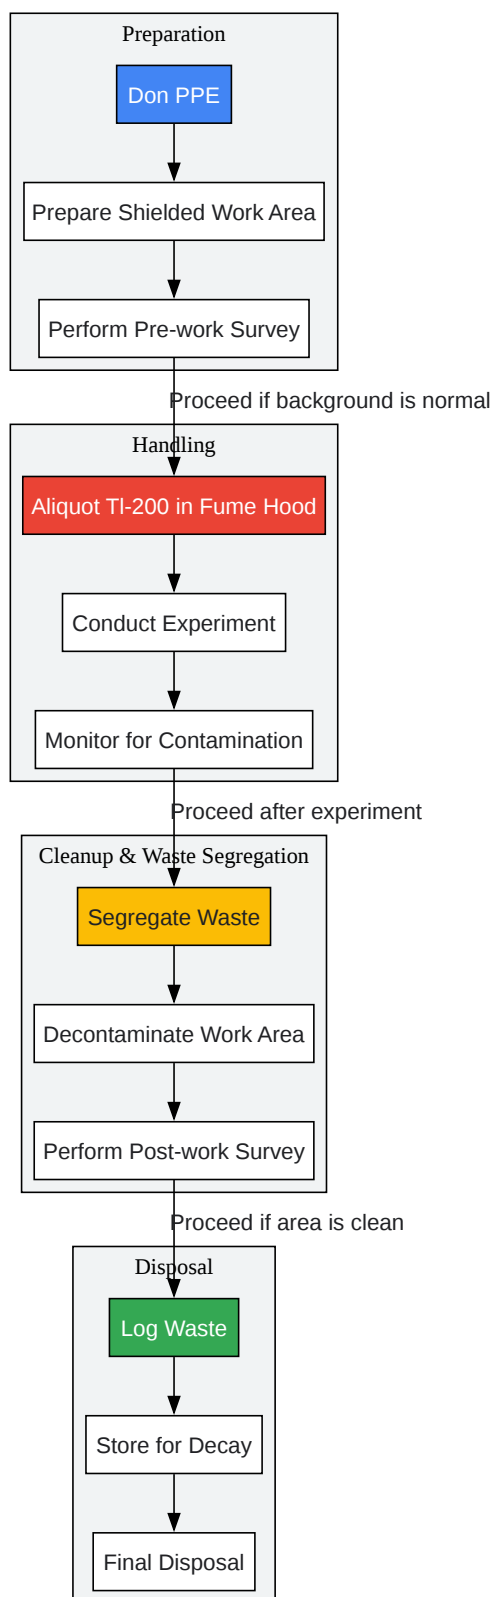 Preparation
Don PPE
Prepare Shielded Work Area
Perform Pre-work Survey
Proceed if background is normal
Handling
Aliquot Tl-200 in Fume Hood
Conduct Experiment
Monitor for Contamination
Proceed after experiment
Cleanup & Waste Segregation
Segregate Waste
Decontaminate Work Area
Perform Post-work Survey
Proceed if area is clean
Disposal
Log Waste
Store for Decay
Final Disposal